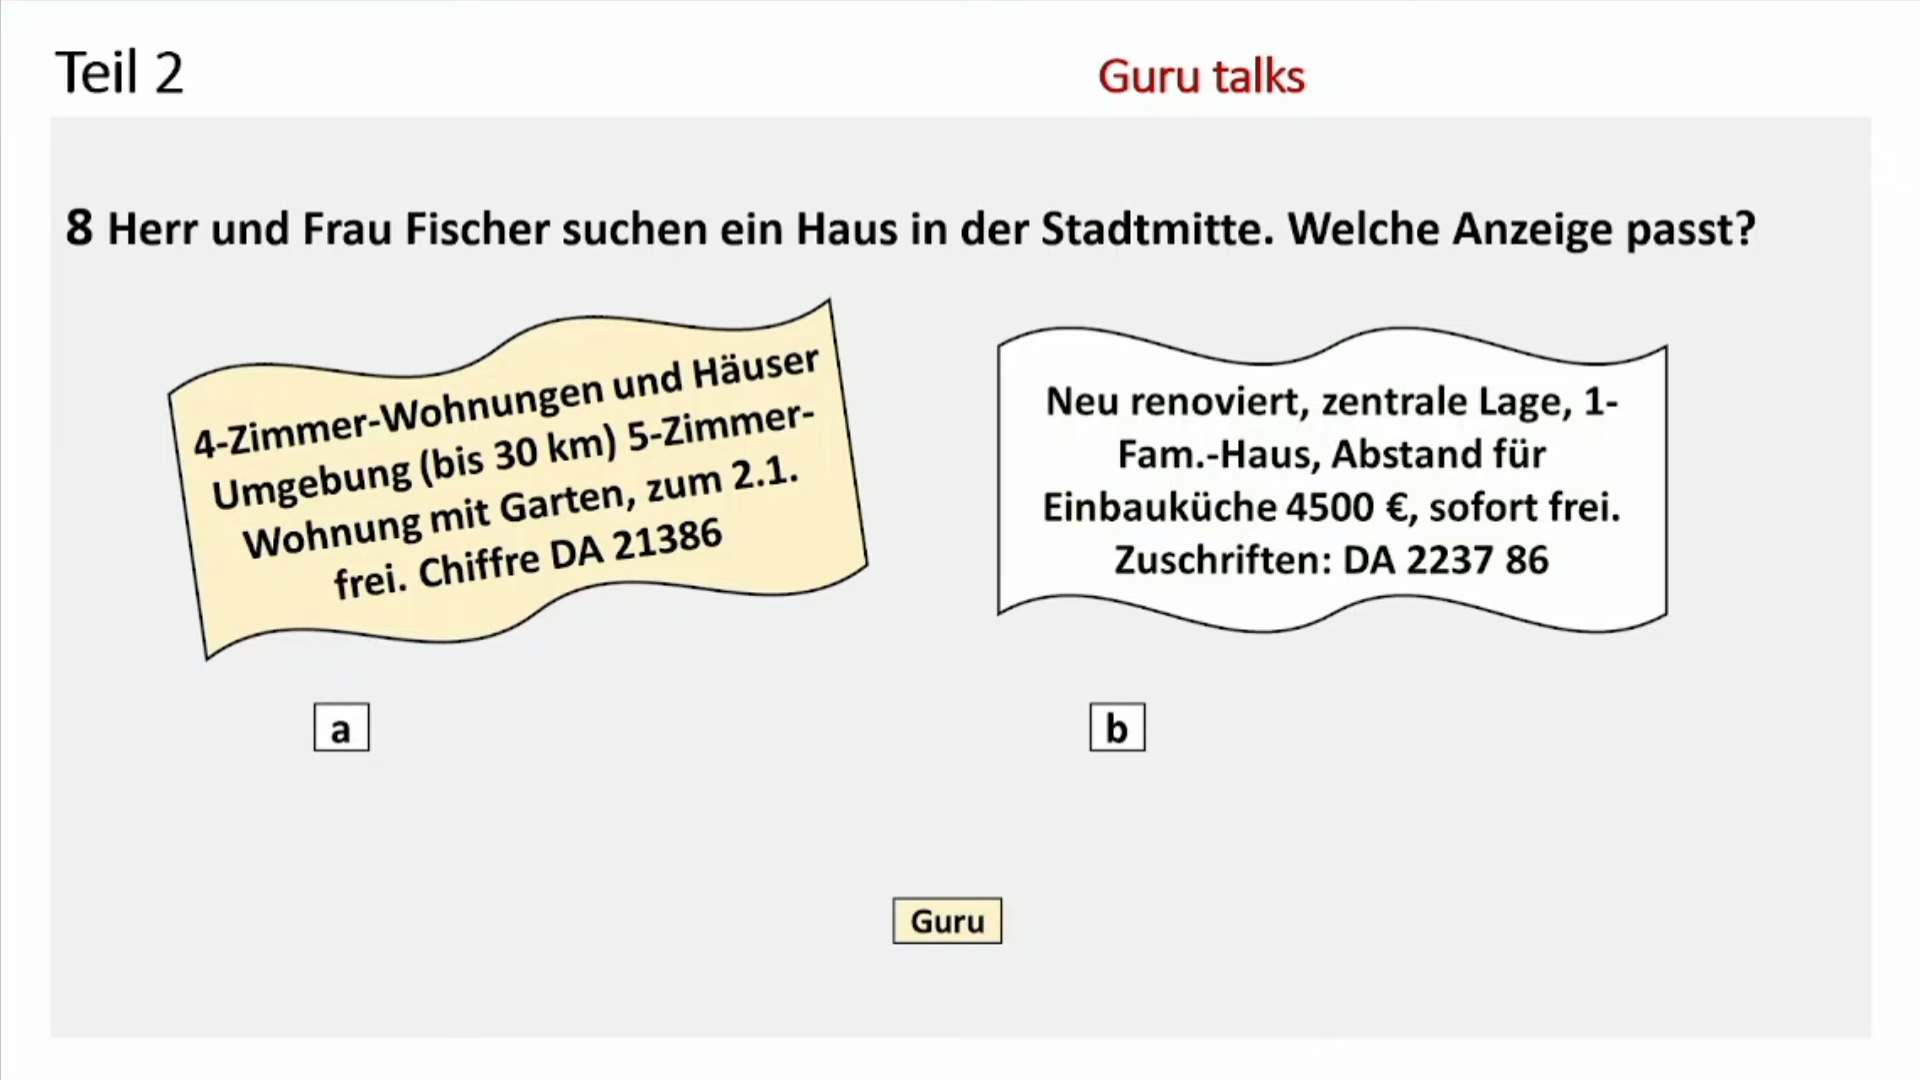 Teil 2
Guru talks
8 Herr und Frau Fischer suchen ein Haus in der Stadtmitte. Welche Anzeige passt?
4-Zimmer-Wohnungen und Häuser
Umgebung (bis 30 km) 5-Zimmer-
Wohnung mit Garten, zum 2.1.
frei. Chiffre DA 21386
Neu renoviert, zentrale Lage, 1-
Fam.-Haus, Abstand für
Einbauküche 4500 €, sofort frei.
Zuschriften: DA 2237 86
a
b
Guru